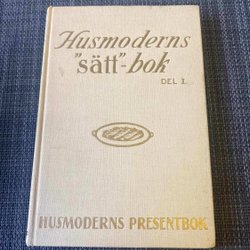 Husmoderns
"sätt"-bok
DEL I.
HUSMODERNS PRESENTBOK